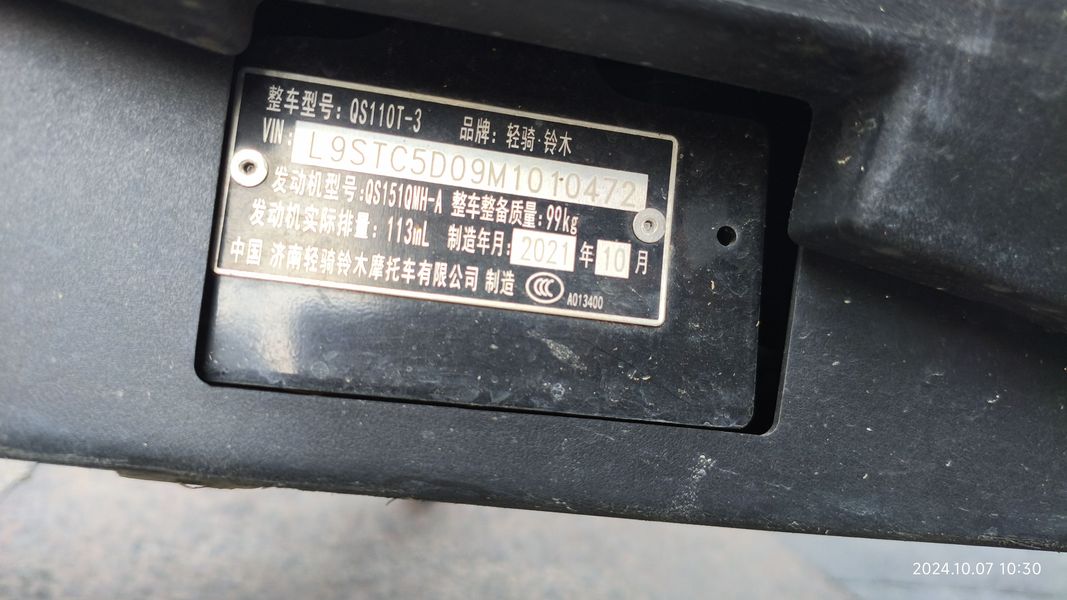 整车型号：QS110T-3 品牌：轻骑·铃木
VIN：L9STC5D09M1010472
发动机型号：QS151QMH-A 整车整备质量：99kg
发动机实际排量：113mL 制造年月：2021年10月
中国 济南轻骑铃木摩托车有限公司 制造 CCC A013400
2024.10.07 10:30